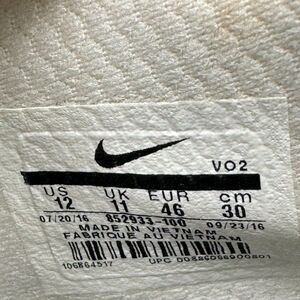 VO2
US UK EUR cm
12 11 46 30
07/20/16 852933-100 09/23/16
MADE IN VIETNAM
FABRIQUE AU VIETNAM
106864517